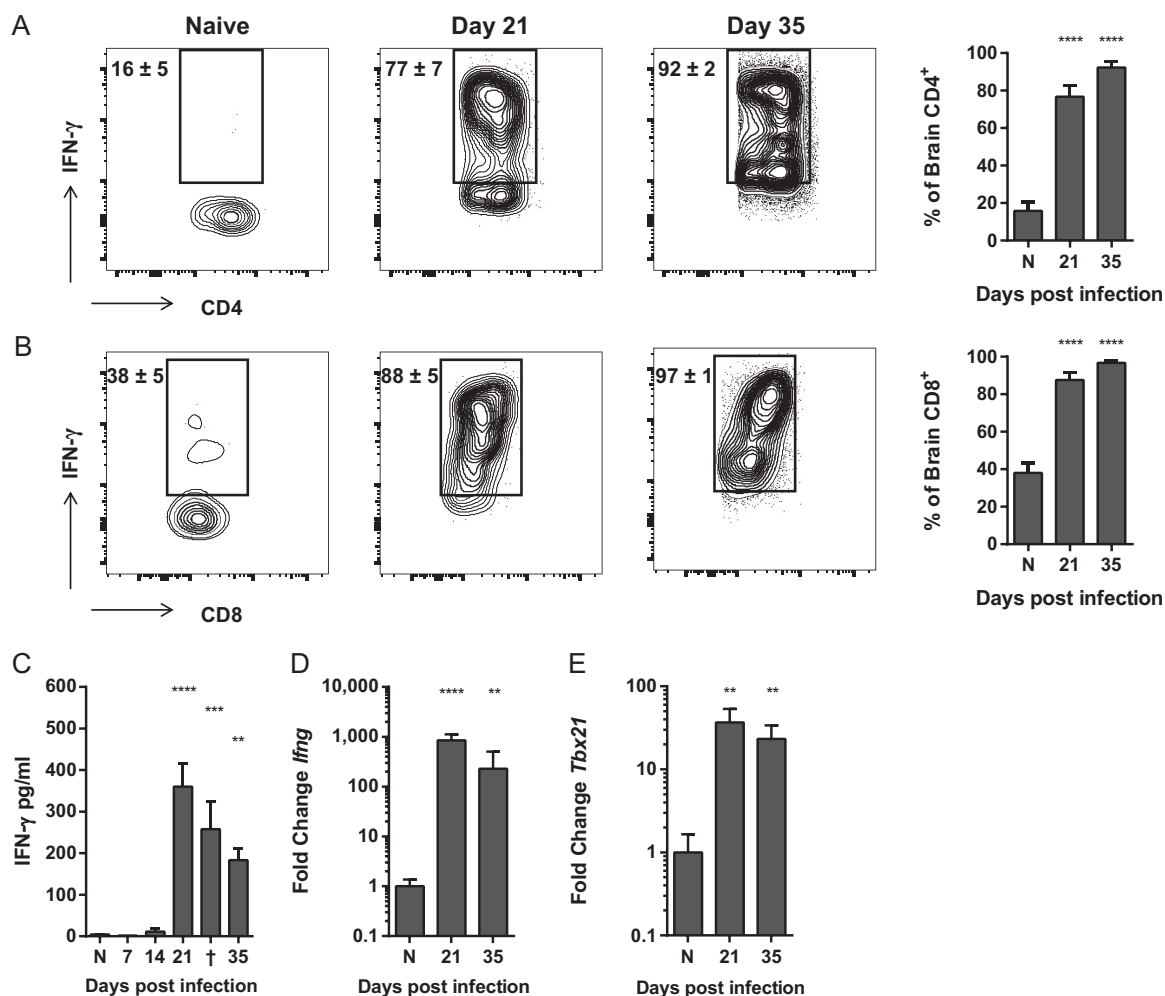 A
Naive
Day 21
Day 35
16 ± 5
77 ± 7
92 ± 2
IFN-γ
CD4
% of Brain CD4+
100
80
60
40
20
0
**** ****
N 21 35
Days post infection
B
38 ± 5
88 ± 5
97 ± 1
IFN-γ
CD8
% of Brain CD8+
100
80
60
40
20
0
**** ****
N 21 35
Days post infection
C
IFN-γ pg/ml
600
500
400
300
200
100
0
****
***
**
N 7 14 21 † 35
Days post infection
D
Fold Change Ifng
10,000
1,000
100
10
1
0.1
**** **
N 21 35
Days post infection
E
Fold Change Tbx21
100
10
1
0.1
** **
N 21 35
Days post infection